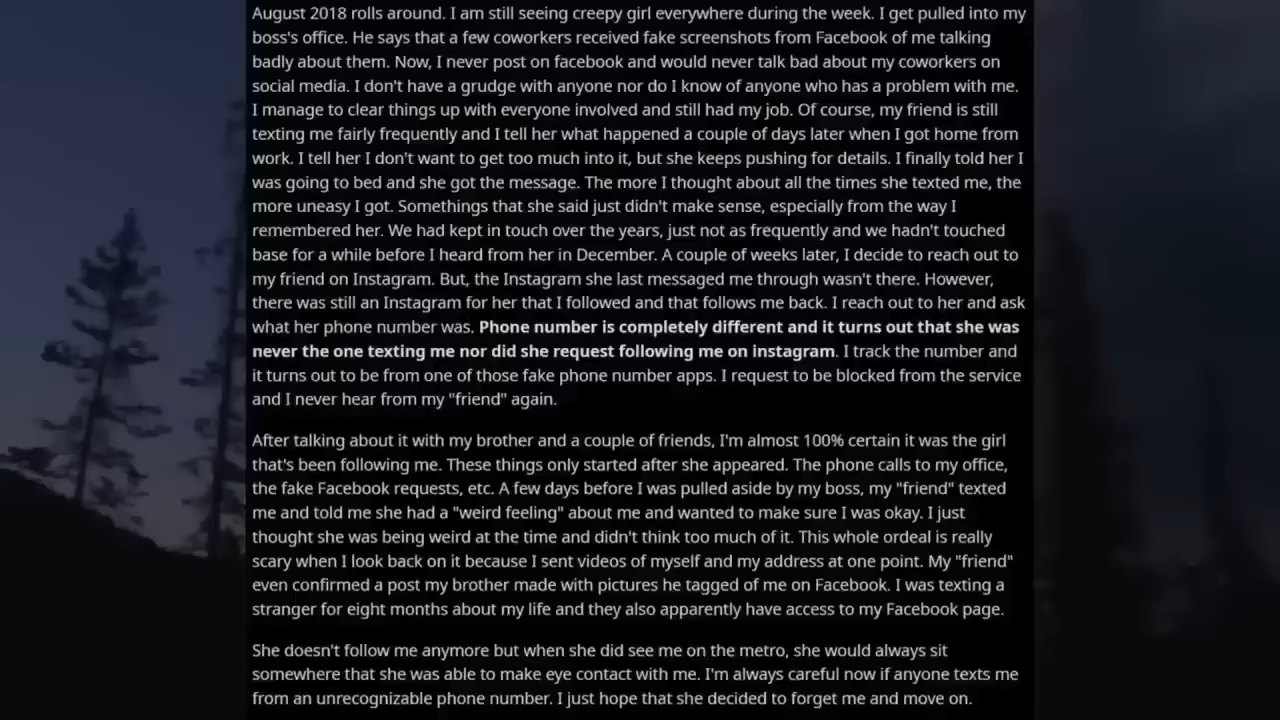 August 2018 rolls around. I am still seeing creepy girl everywhere during the week. I get pulled into my
boss's office. He says that a few coworkers received fake screenshots from Facebook of me talking
badly about them. Now, I never post on facebook and would never talk bad about my coworkers on
social media. I don't have a grudge with anyone nor do I know of anyone who has a problem with me.
I manage to clear things up with everyone involved and still had my job. Of course, my friend is still
texting me fairly frequently and I tell her what happened a couple of days later when I got home from
work. I tell her I don't want to get too much into it, but she keeps pushing for details. I finally told her I
was going to bed and she got the message. The more I thought about all the times she texted me, the
more uneasy I got. Somethings that she said just didn't make sense, especially from the way I
remembered her. We had kept in touch over the years, just not as frequently and we hadn't touched
base for a while before I heard from her in December. A couple of weeks later, I decide to reach out to
my friend on Instagram. But, the Instagram she last messaged me through wasn't there. However,
there was still an Instagram for her that I followed and that follows me back. I reach out to her and ask
what her phone number was. Phone number is completely different and it turns out that she was
never the one texting me nor did she request following me on instagram. I track the number and
it turns out to be from one of those fake phone number apps. I request to be blocked from the service
and I never hear from my "friend" again.
After talking about it with my brother and a couple of friends, I'm almost 100% certain it was the girl
that's been following me. These things only started after she appeared. The phone calls to my office,
the fake Facebook requests, etc. A few days before I was pulled aside by my boss, my "friend" texted
me and told me she had a "weird feeling" about me and wanted to make sure I was okay. I just
thought she was being weird at the time and didn't think too much of it. This whole ordeal is really
scary when I look back on it because I sent videos of myself and my address at one point. My "friend"
even confirmed a post my brother made with pictures he tagged of me on Facebook. I was texting a
stranger for eight months about my life and they also apparently have access to my Facebook page.
She doesn't follow me anymore but when she did see me on the metro, she would always sit
somewhere that she was able to make eye contact with me. I'm always careful now if anyone texts me
from an unrecognizable phone number. I just hope that she decided to forget me and move on.